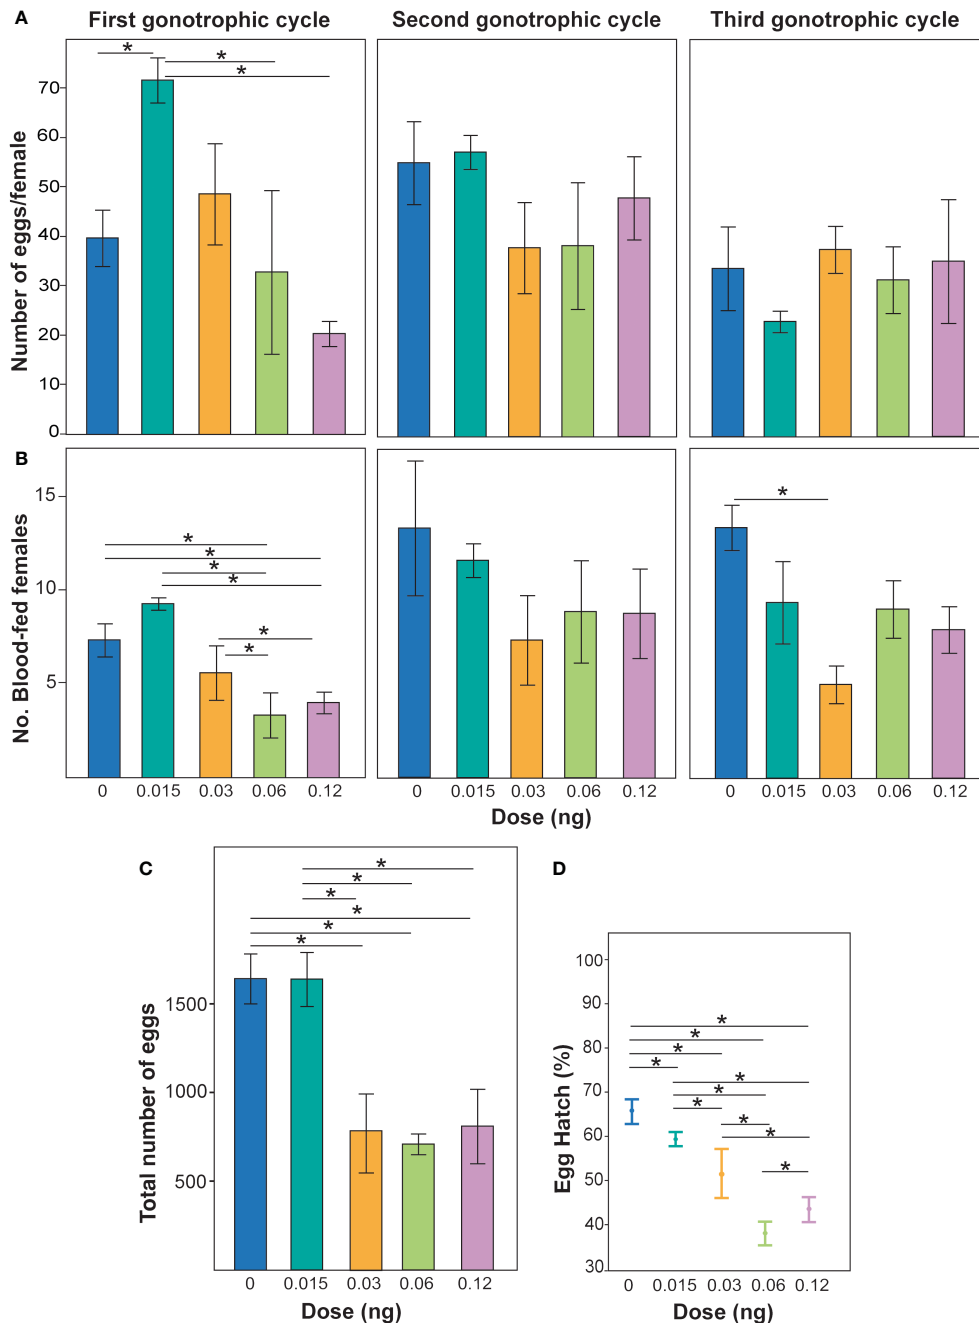 A
First gonotrophic cycle
Second gonotrophic cycle
Third gonotrophic cycle
Number of eggs/female
70
60
50
40
30
20
10
0
* * *
B
No. Blood-fed females
15
10
5
* * * * * *
*
0 0.015 0.03 0.06 0.12
0 0.015 0.03 0.06 0.12
0 0.015 0.03 0.06 0.12
Dose (ng)
C
Total number of eggs
1500
1000
500
* * * * * *
0 0.015 0.03 0.06 0.12
Dose (ng)
D
Egg Hatch (%)
100
90
80
70
60
50
40
30
* * * * * * * * * *
0 0.015 0.03 0.06 0.12
Dose (ng)